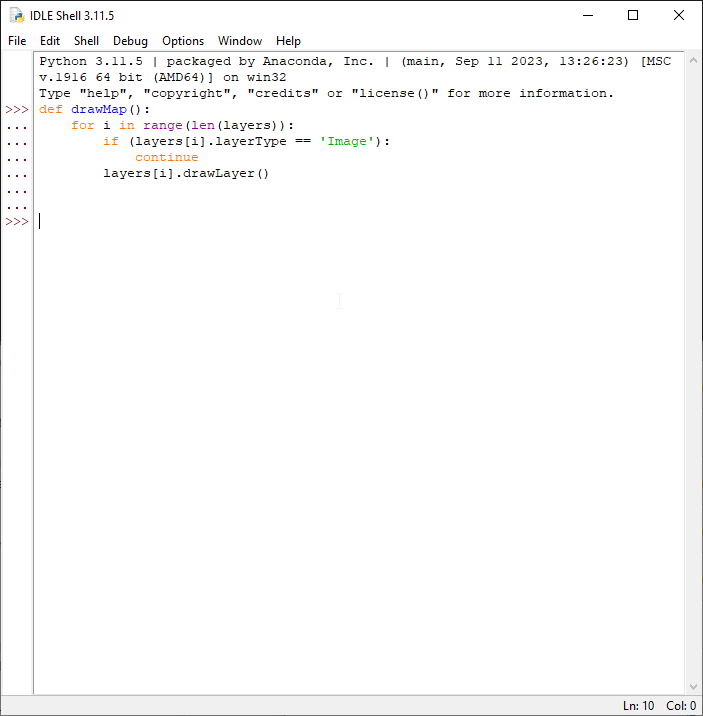 IDLE Shell 3.11.5
File Edit Shell Debug Options Window Help
Python 3.11.5 | packaged by Anaconda, Inc. | (main, Sep 11 2023, 13:26:23) [MSC
v.1916 64 bit (AMD64)] on win32
Type "help", "copyright", "credits" or "license()" for more information.
>>> def drawMap():
...     for i in range(len(layers)):
...         if (layers[i].layerType == 'Image'):
...             continue
...         layers[i].drawLayer()
...
...
>>>
Ln: 10 Col: 0